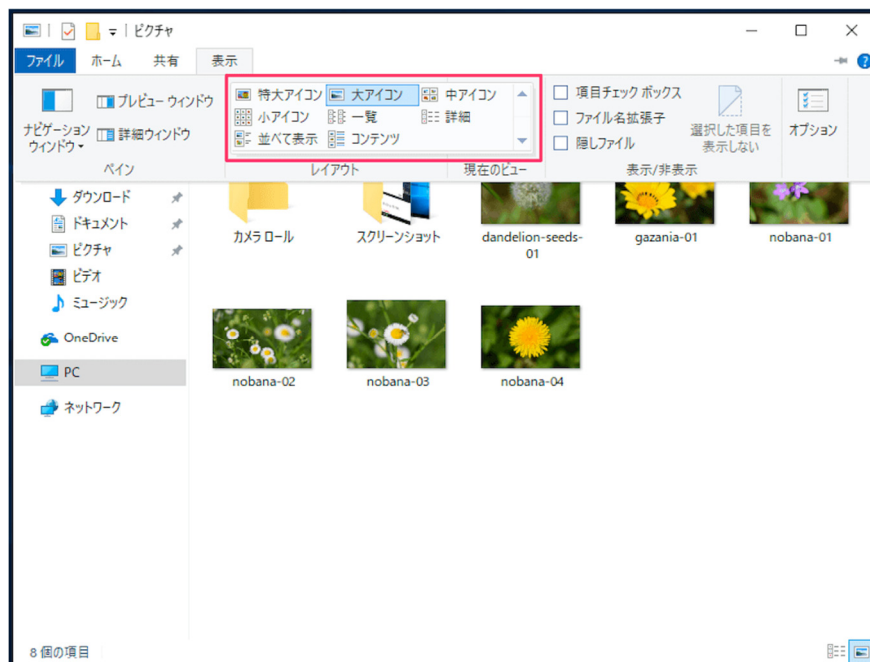 ピクチャ
ファイル ホーム 共有 表示
ナビゲーション
ウィンドウ
プレビュー ウィンドウ
詳細ウィンドウ
ペイン
特大アイコン 大アイコン 中アイコン
小アイコン 一覧 詳細
並べて表示 コンテンツ
レイアウト
現在のビュー
項目チェック ボックス
ファイル名拡張子
隠しファイル
選択した項目を
表示しない
表示/非表示
オプション
ダウンロード
ドキュメント
ピクチャ
ビデオ
ミュージック
OneDrive
PC
ネットワーク
カメラ ロール
スクリーンショット
dandelion-seeds-
01
gazania-01
nobana-01
nobana-02
nobana-03
nobana-04
8 個の項目